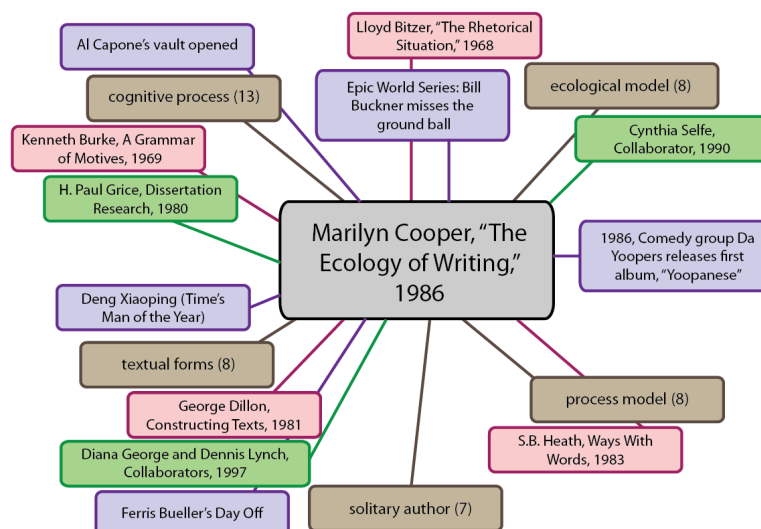 Lloyd Bitzer, "The Rhetorical
Situation," 1968
Al Capone's vault opened
cognitive process (13)
Epic World Series: Bill
Buckner misses the
ground ball
ecological model (8)
Cynthia Selfe,
Collaborator, 1990
Kenneth Burke, A Grammar
of Motives, 1969
H. Paul Grice, Dissertation
Research, 1980
Marilyn Cooper, "The
Ecology of Writing,"
1986
1986, Comedy group Da
Yoopers releases first
album, "Yoopanese"
Deng Xiaoping (Time's
Man of the Year)
textual forms (8)
George Dillon,
Constructing Texts, 1981
process model (8)
S.B. Heath, Ways With
Words, 1983
Diana George and Dennis Lynch,
Collaborators, 1997
Ferris Bueller's Day Off
solitary author (7)